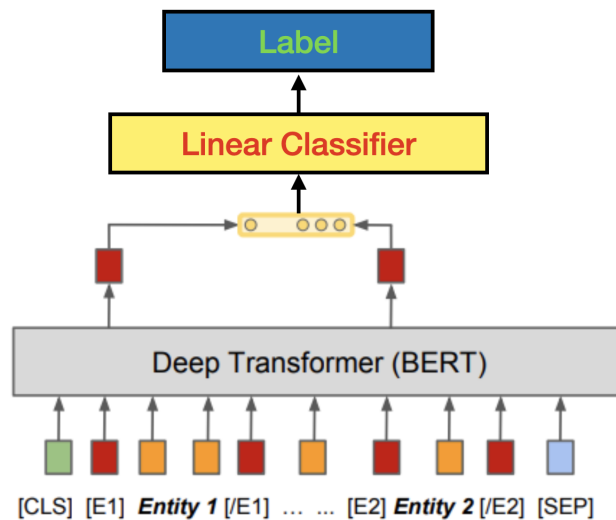 Label
Linear Classifier
Deep Transformer (BERT)
[CLS] [E1] Entity 1 [/E1] ... ... [E2] Entity 2 [/E2] [SEP]